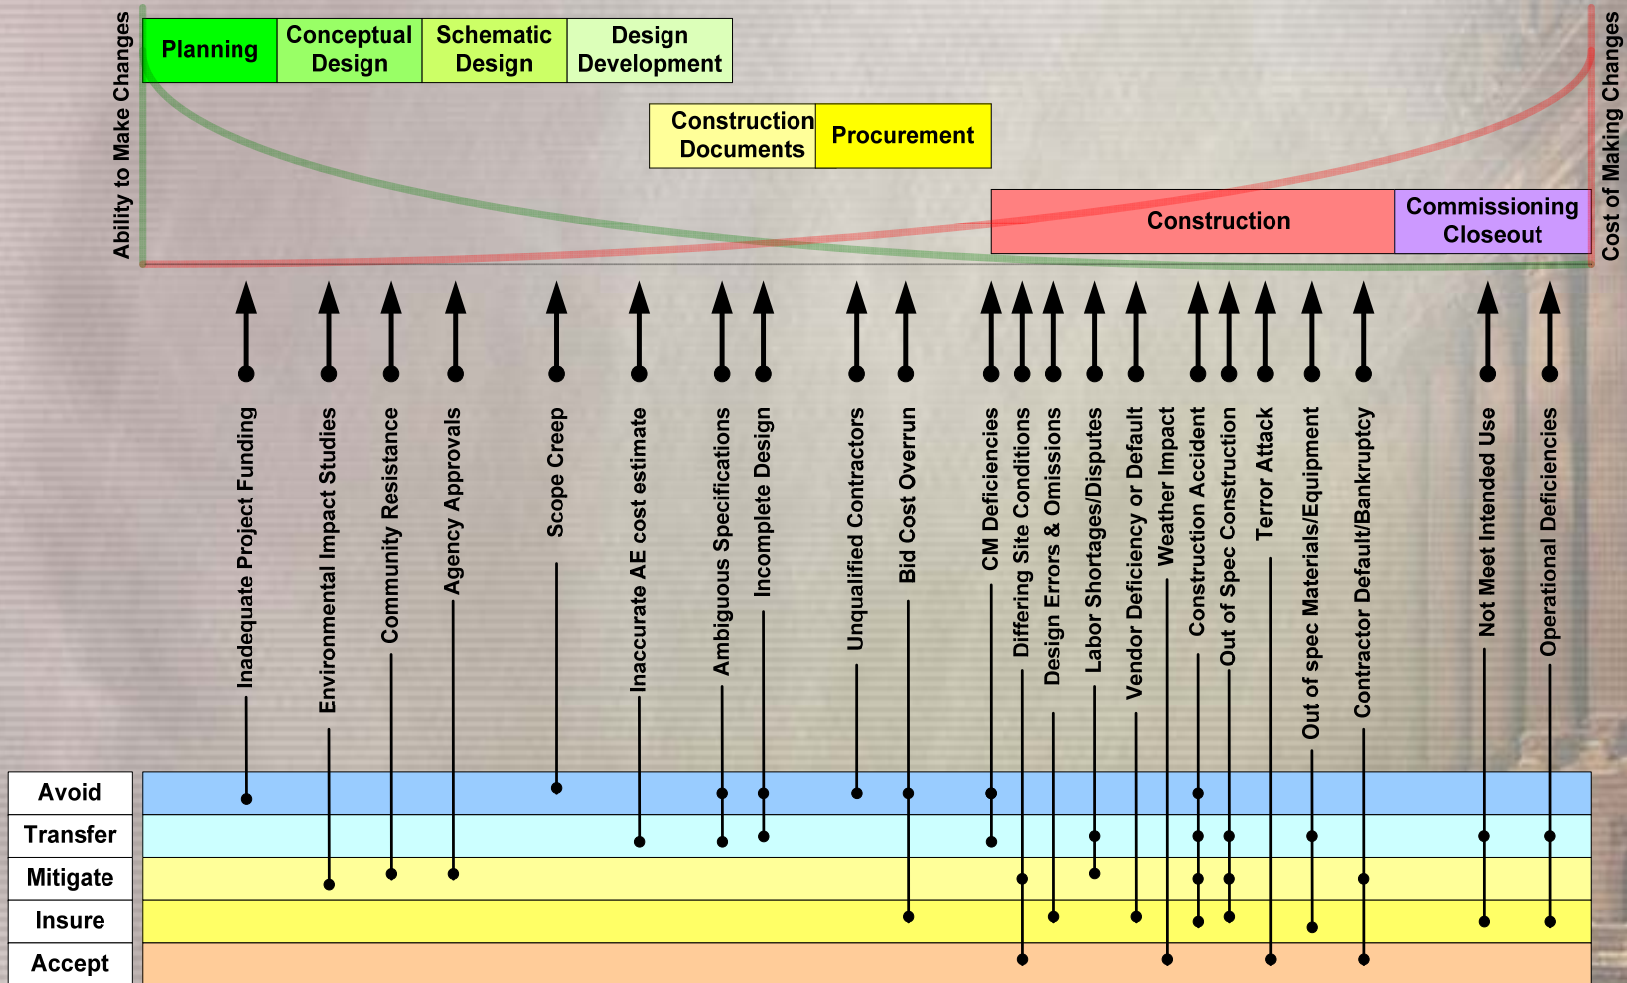 Ability to Make Changes
Planning
Conceptual
Design
Schematic
Design
Design
Development
Construction
Documents
Procurement
Construction
Commissioning
Closeout
Cost of Making Changes
Inadequate Project Funding
Environmental Impact Studies
Community Resistance
Agency Approvals
Scope Creep
Inaccurate AE cost estimate
Ambiguous Specifications
Incomplete Design
Unqualified Contractors
Bid Cost Overrun
CM Deficiencies
Differing Site Conditions
Design Errors & Omissions
Labor Shortages/Disputes
Vendor Deficiency or Default
Weather Impact
Construction Accident
Out of Spec Construction
Terror Attack
Out of spec Materials/Equipment
Contractor Default/Bankruptcy
Not Meet Intended Use
Operational Deficiencies
Avoid
Transfer
Mitigate
Insure
Accept